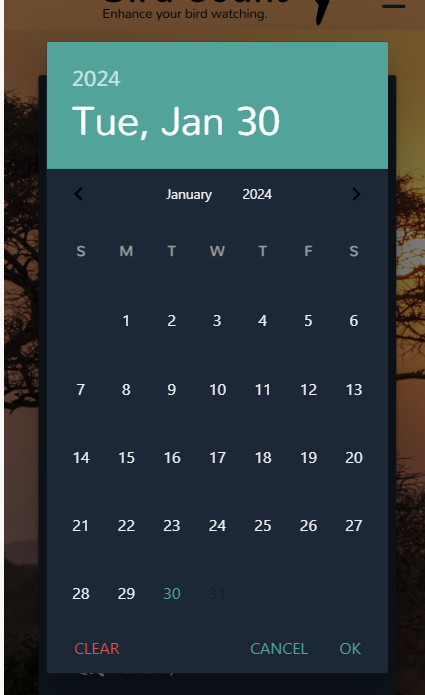 Bird Count
Enhance your bird watching.
2024
Tue, Jan 30
January 2024
S M T W T F S
1 2 3 4 5 6
7 8 9 10 11 12 13
14 15 16 17 18 19 20
21 22 23 24 25 26 27
28 29 30 31
CLEAR CANCEL OK